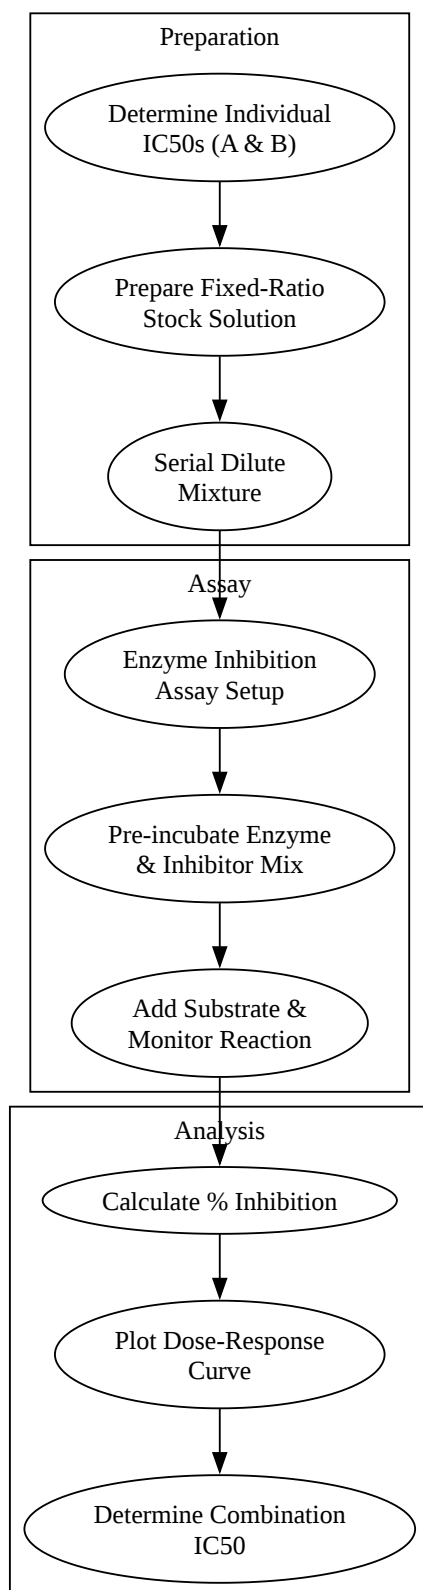 Preparation
Determine Individual
IC50s (A & B)
Prepare Fixed-Ratio
Stock Solution
Serial Dilute
Mixture
Assay
Enzyme Inhibition
Assay Setup
Pre-incubate Enzyme
& Inhibitor Mix
Add Substrate &
Monitor Reaction
Analysis
Calculate % Inhibition
Plot Dose-Response
Curve
Determine Combination
IC50